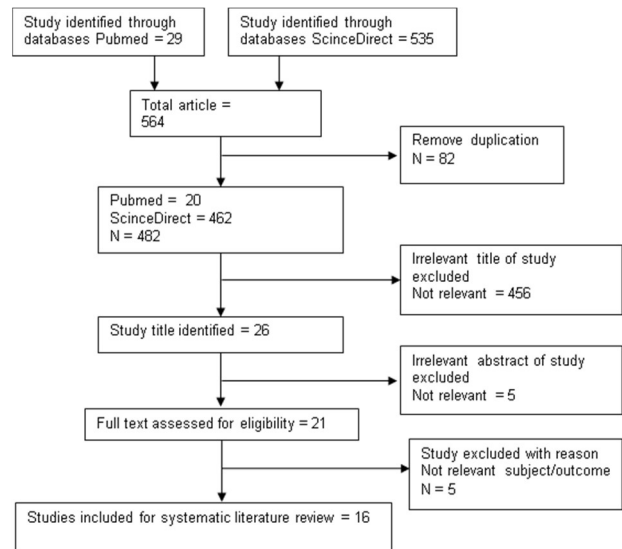 Study identified through
databases Pubmed = 29
Study identified through
databases ScinceDirect = 535
Total article =
564
Remove duplication
N = 82
Pubmed = 20
ScinceDirect = 462
N = 482
Irrelevant title of study
excluded
Not relevant = 456
Study title identified = 26
Irrelevant abstract of study
excluded
Not relevant = 5
Full text assessed for eligibility = 21
Study excluded with reason
Not relevant subject/outcome
N = 5
Studies included for systematic literature review = 16